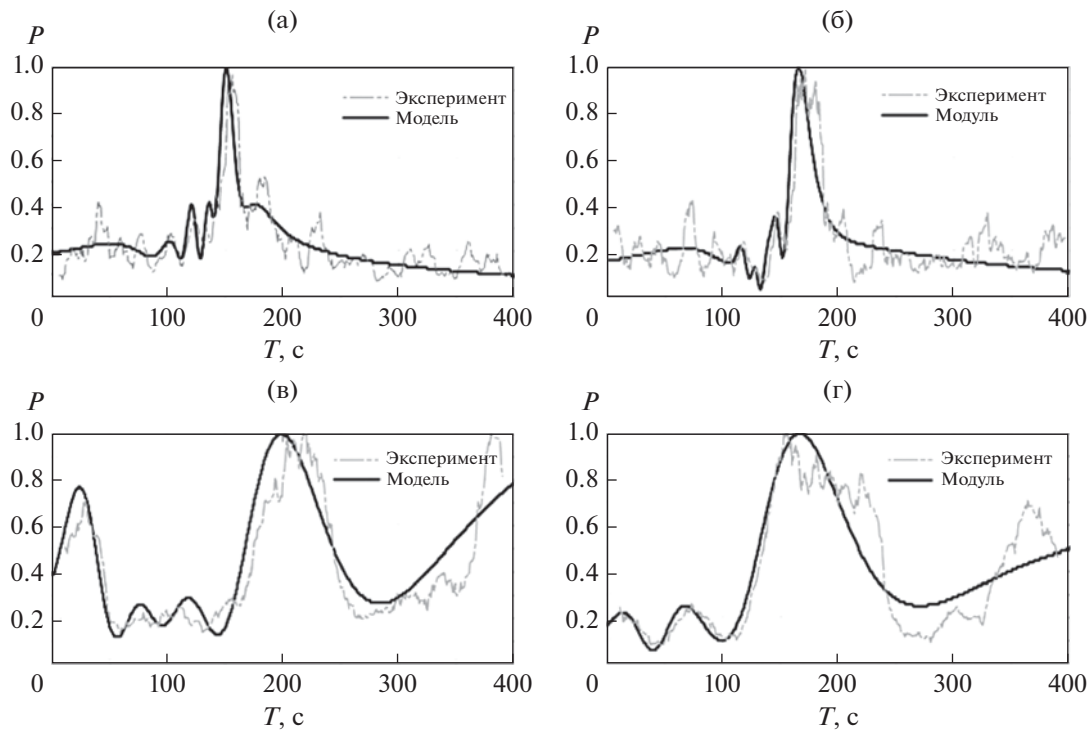 (а)
P
1.0
0.8
0.6
0.4
0.2
0
100
200
300
400
T, с
Эксперимент
Модель
(б)
P
1.0
0.8
0.6
0.4
0.2
0
100
200
300
400
T, с
Эксперимент
Модуль
(в)
P
1.0
0.8
0.6
0.4
0.2
0
100
200
300
400
T, с
Эксперимент
Модель
(г)
P
1.0
0.8
0.6
0.4
0.2
0
100
200
300
400
T, с
Эксперимент
Модуль